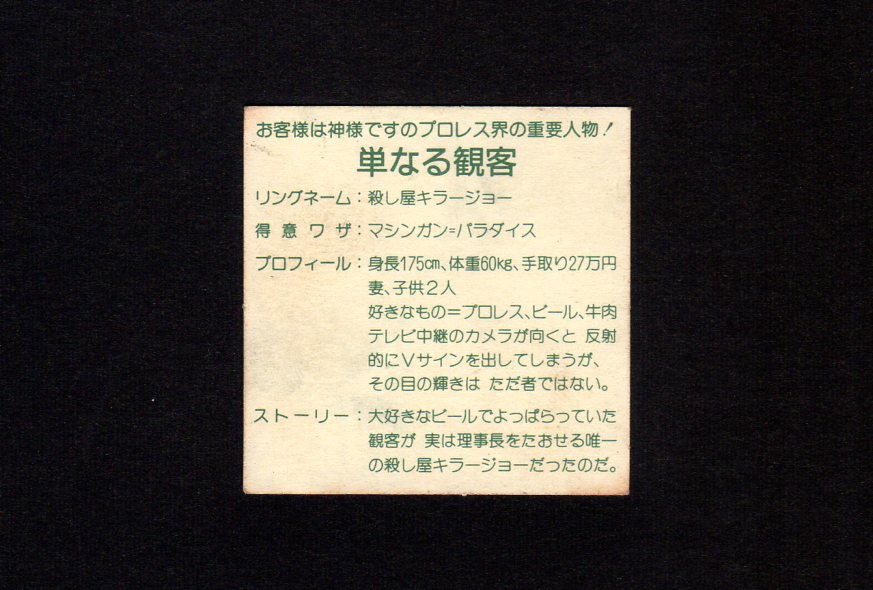 お客様は神様ですのプロレス界の重要人物！
単なる観客
リングネーム：殺し屋キラージョー
得意ワザ：マシンガン=パラダイス
プロフィール：身長175cm、体重60kg、手取り27万円
妻、子供2人
好きなもの＝プロレス、ビール、牛肉
テレビ中継のカメラが向くと 反射
的にVサインを出してしまうが、
その目の輝きは ただ者ではない。
ストーリー：大好きなビールでよっぱらっていた
観客が 実は理事長をたおせる唯一
の殺し屋キラージョーだったのだ。